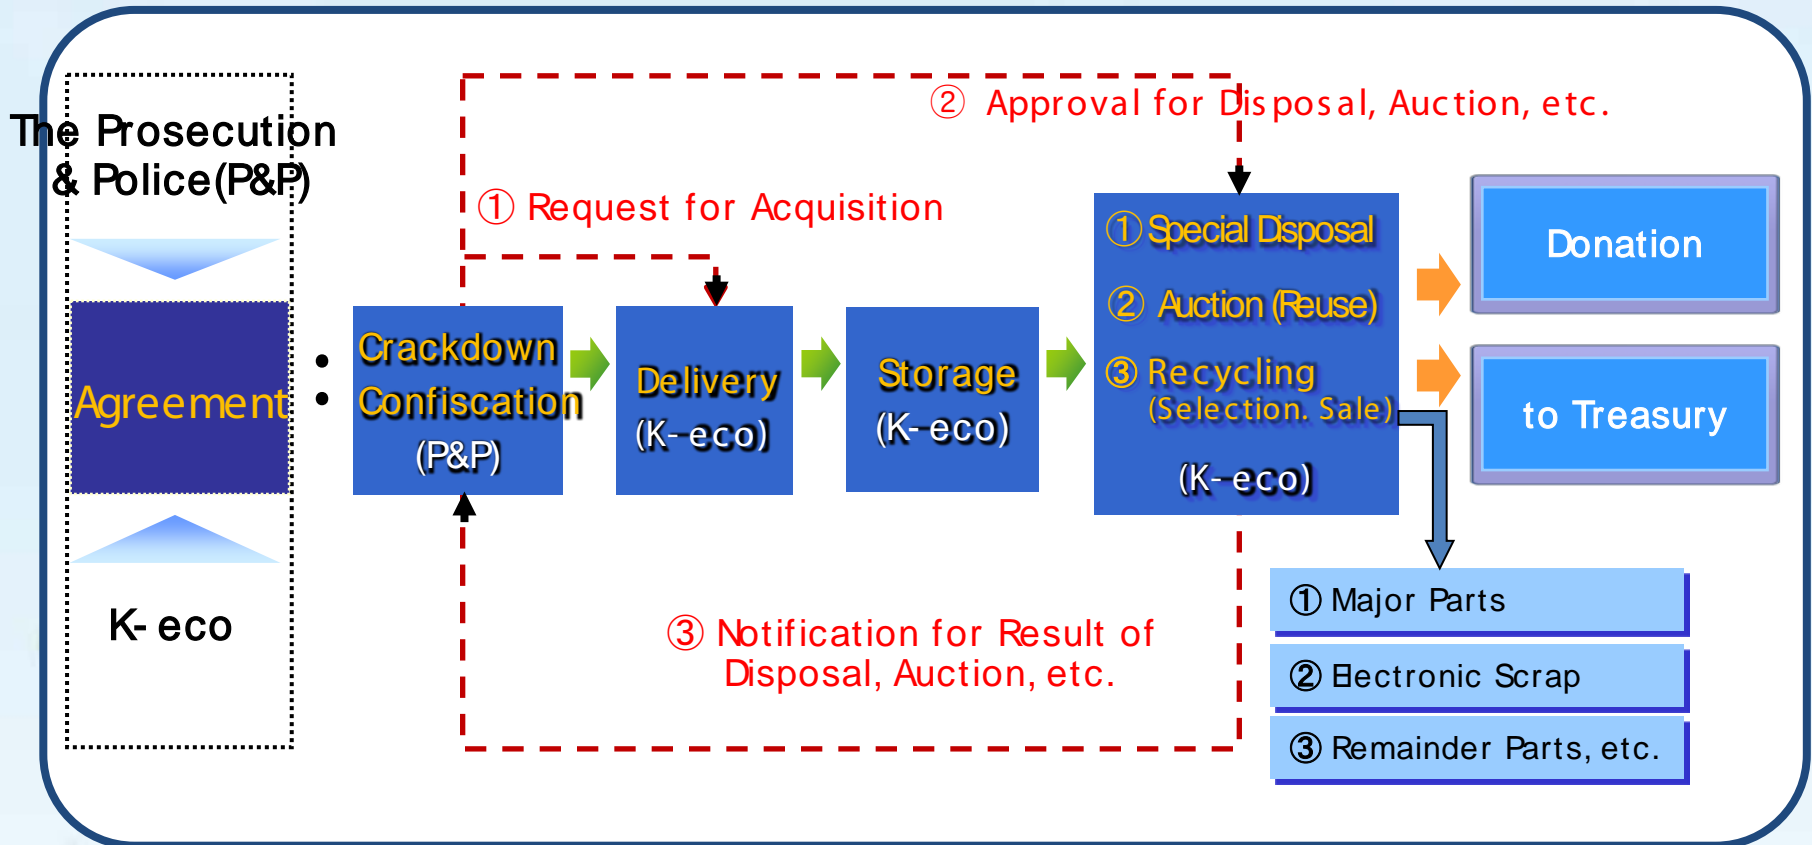 The Prosecution
& Police(P&P)
Agreement
K-eco
:
② Approval for Disposal, Auction, etc.
① Request for Acquisition
Crackdown
Confiscation
(P&P)
Delivery
(K-eco)
Storage
(K-eco)
① Special Disposal
② Auction (Reuse)
③ Recycling
(Selection. Sale)
(K-eco)
Donation
to Treasury
③ Notification for Result of
Disposal, Auction, etc.
① Major Parts
② Electronic Scrap
③ Remainder Parts, etc.